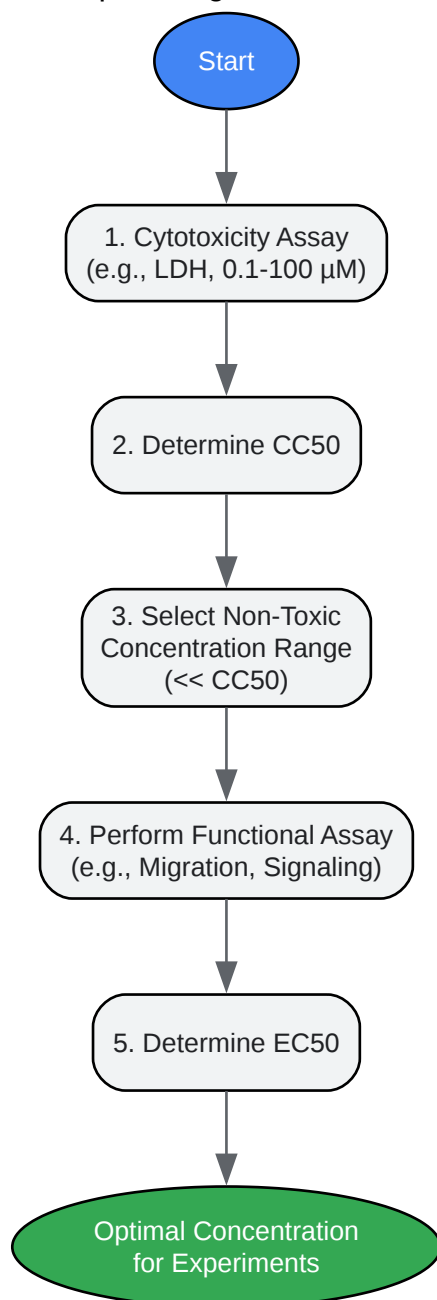 Start
1. Cytotoxicity Assay
(e.g., LDH, 0.1-100 µM)
2. Determine CC50
3. Select Non-Toxic
Concentration Range
(<< CC50)
4. Perform Functional Assay
(e.g., Migration, Signaling)
5. Determine EC50
Optimal Concentration
for Experiments